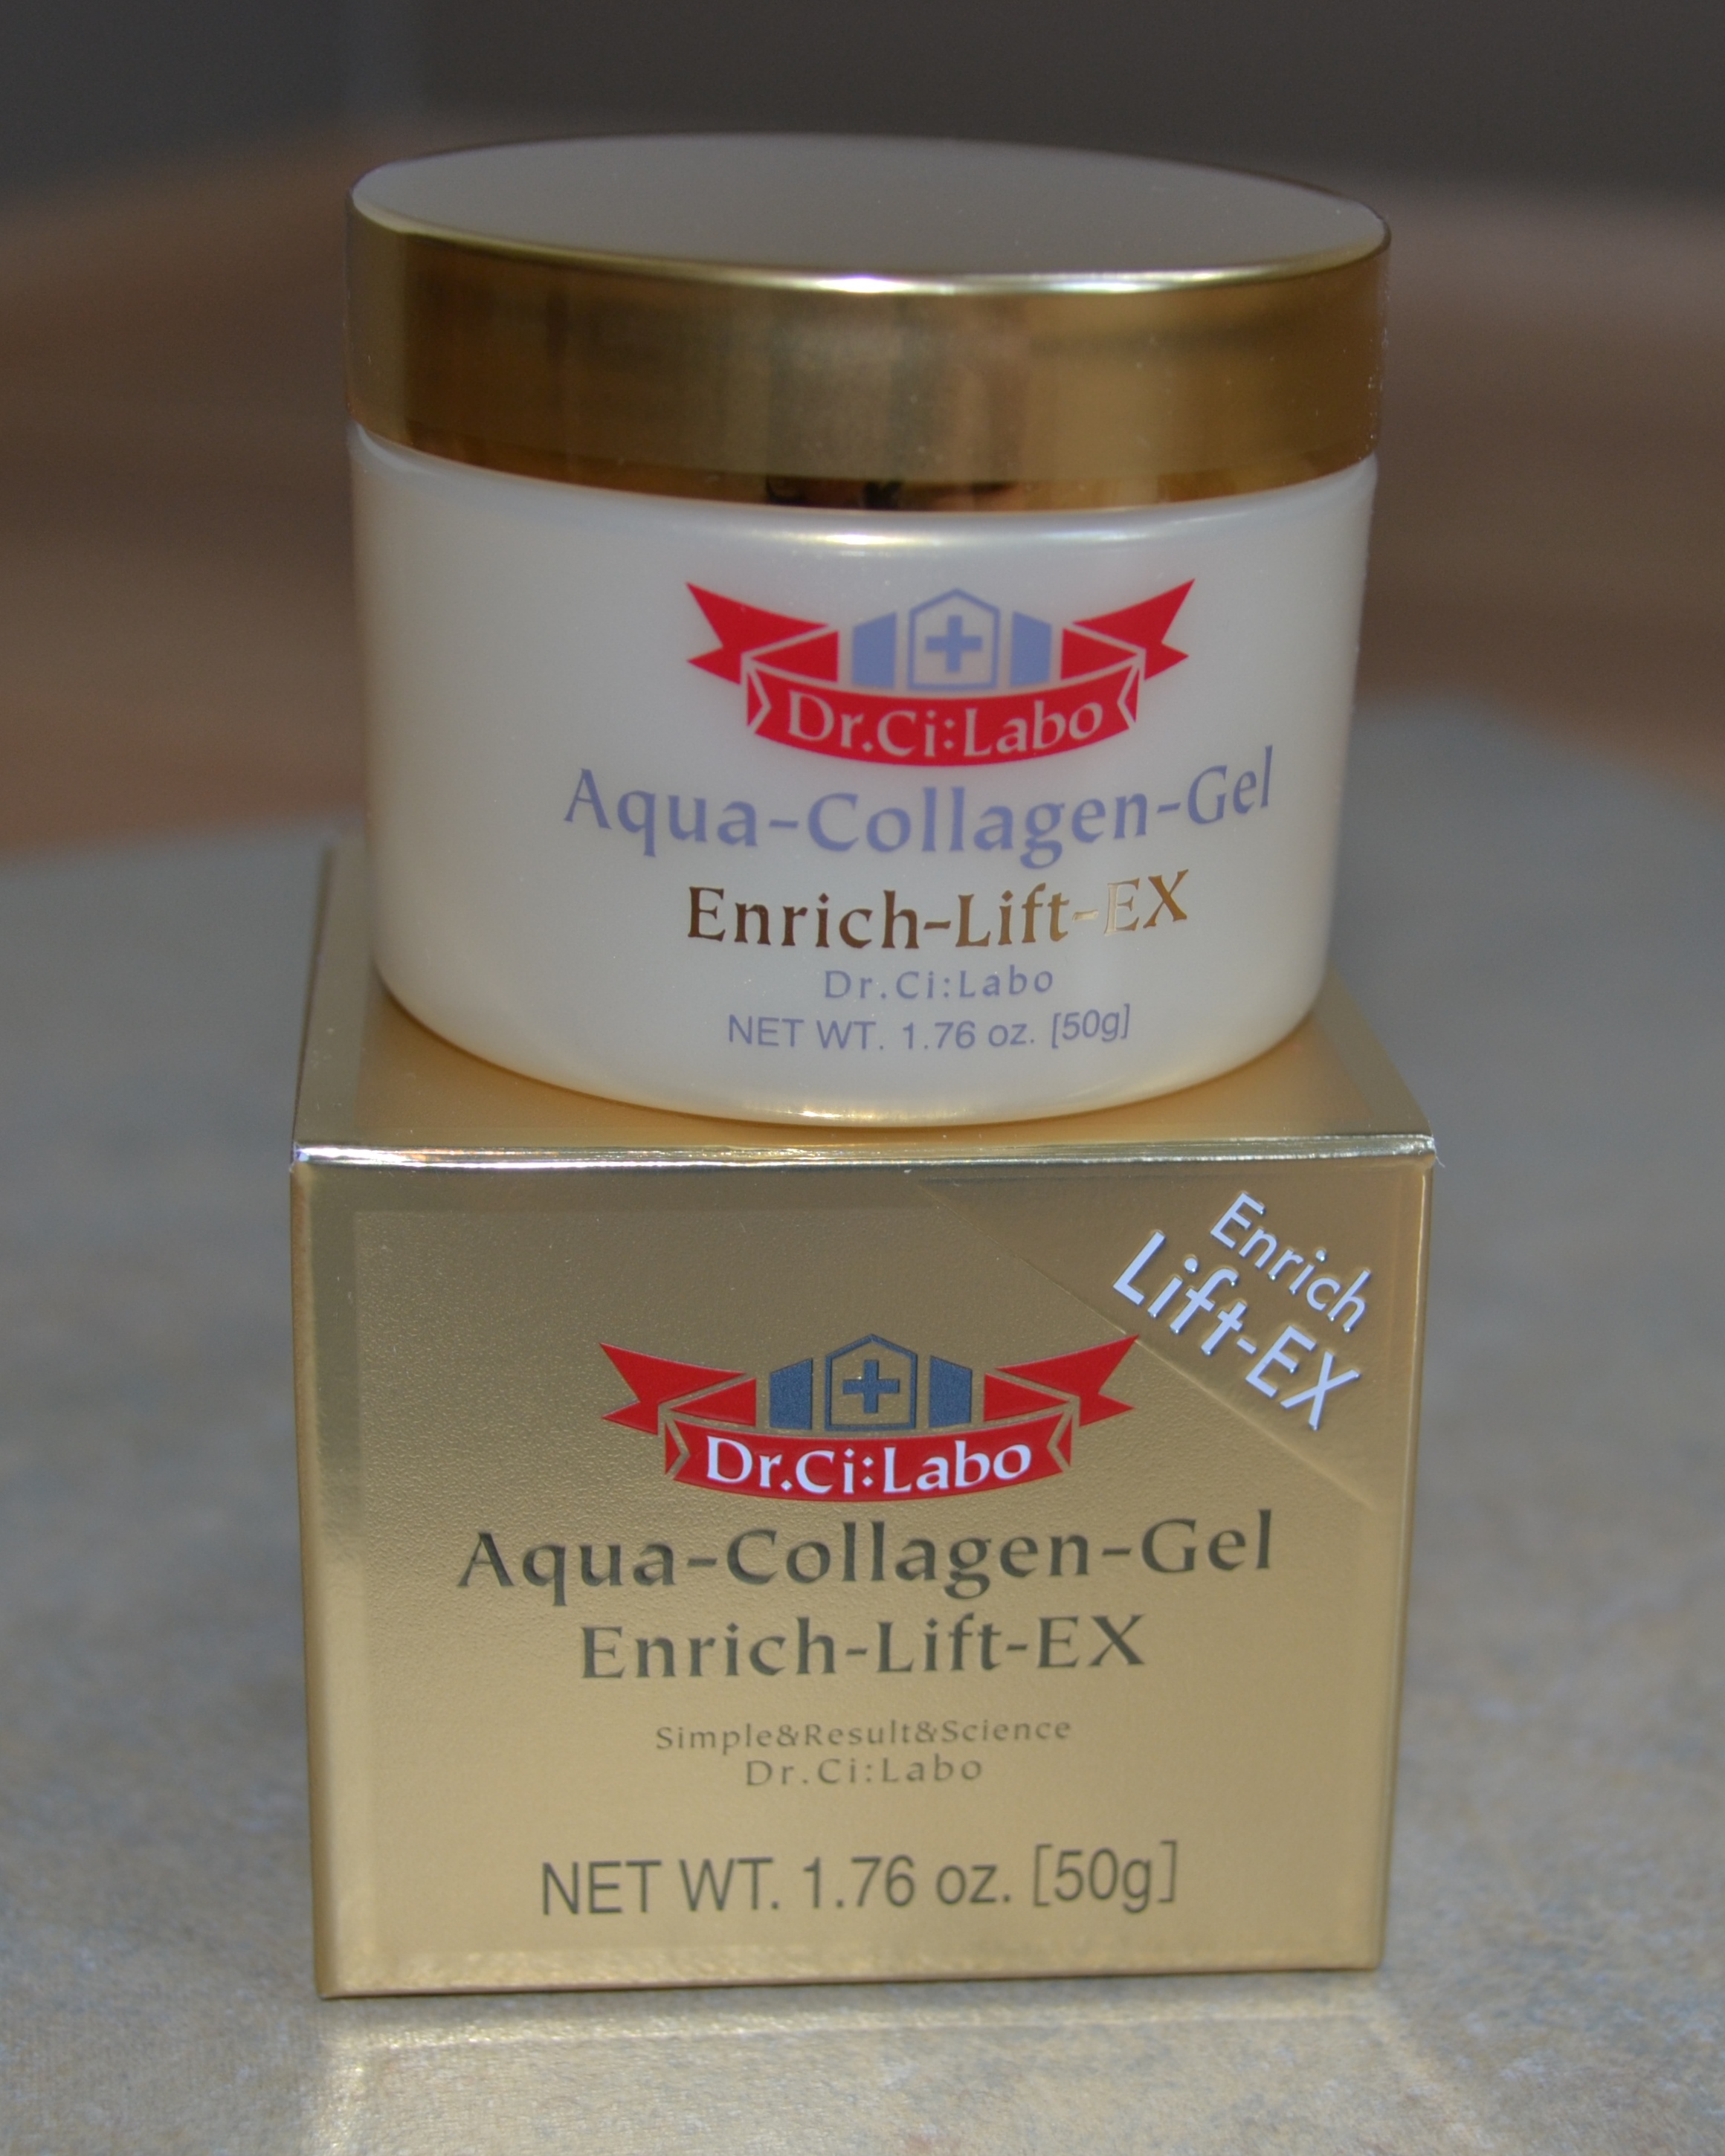 Dr.Ci:Labo
Aqua-Collagen-Gel
Enrich-Lift-EX
Dr.Ci:Labo
NET WT. 1.76 oz. [50g]
Enrich
Lift-EX
Dr.Ci:Labo
Aqua-Collagen-Gel
Enrich-Lift-EX
Simple&Result&Science
Dr.Ci:Labo
NET WT. 1.76 oz. [50g]